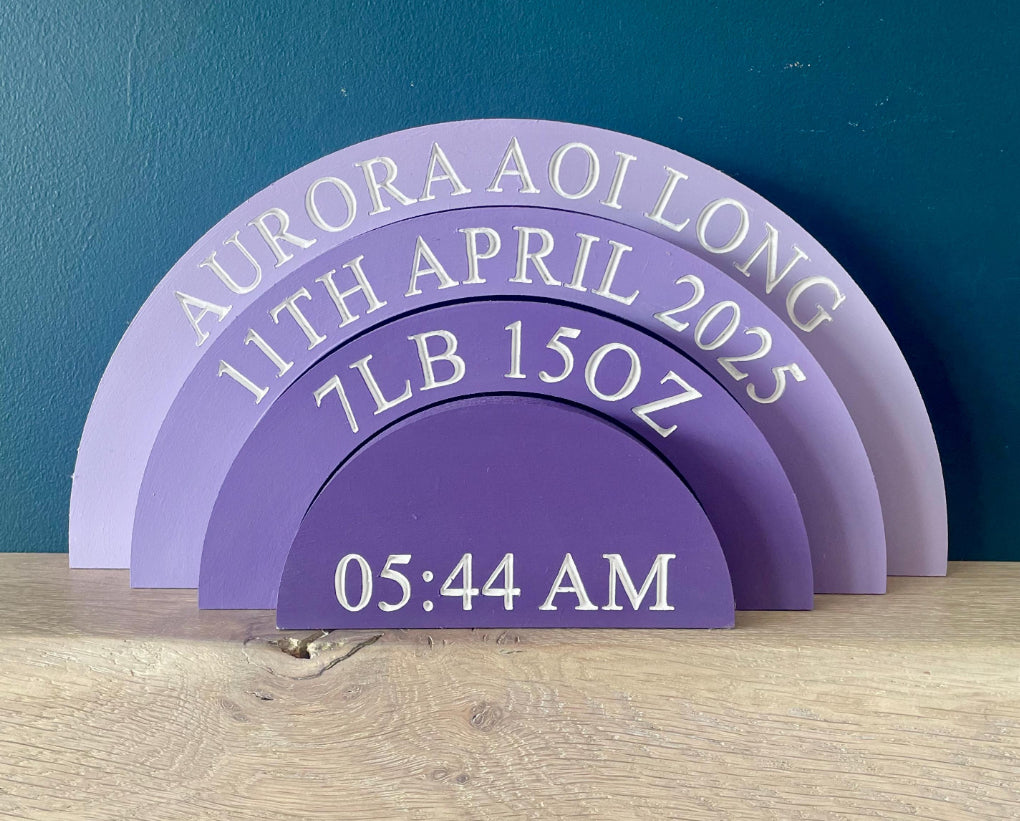 AURORA AOI LONG
11TH APRIL 2025
7LB 15OZ
05:44 AM